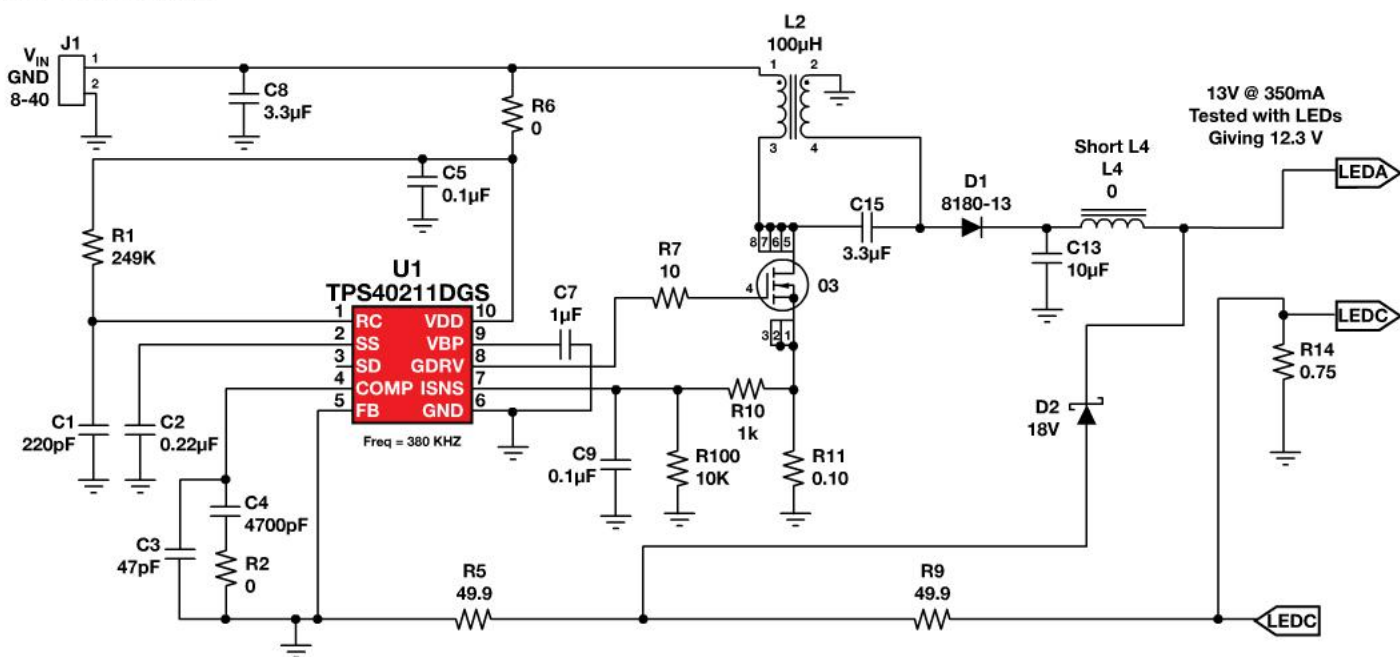 J1
V_IN
GND
8-40
1
2
C8
3.3µF
R6
0
C5
0.1µF
R1
249K
L2
100µH
1
2
3
4
13V @ 350mA
Tested with LEDs
Giving 12.3 V
Short L4
L4
0
LEDA
D1
8180-13
C15
3.3µF
C13
10µF
8 7 6 5
4
03
3 2 1
R7
10
LEDC
R14
0.75
U1
TPS40211DGS
1 RC VDD 10
2 SS VBP 9
3 SD GDRV 8
4 COMP ISNS 7
5 FB GND 6
Freq = 380 KHZ
C7
1µF
C1
220pF
C2
0.22µF
C9
0.1µF
R100
10K
R10
1k
R11
0.10
D2
18V
C4
4700pF
C3
47pF
R2
0
R5
49.9
R9
49.9
LEDC